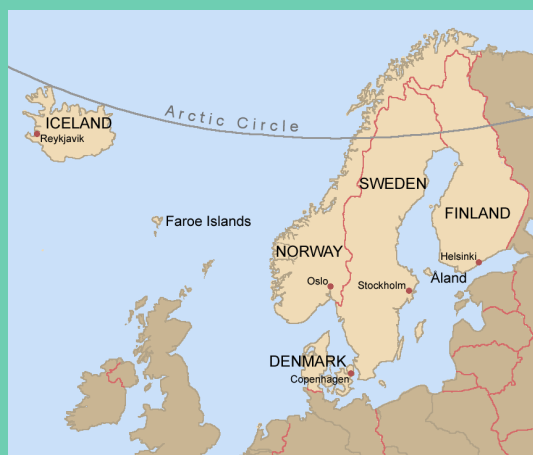 Arctic Circle
ICELAND
Reykjavik
SWEDEN
FINLAND
Faroe Islands
NORWAY
Helsinki
Åland
Oslo
Stockholm
DENMARK
Copenhagen